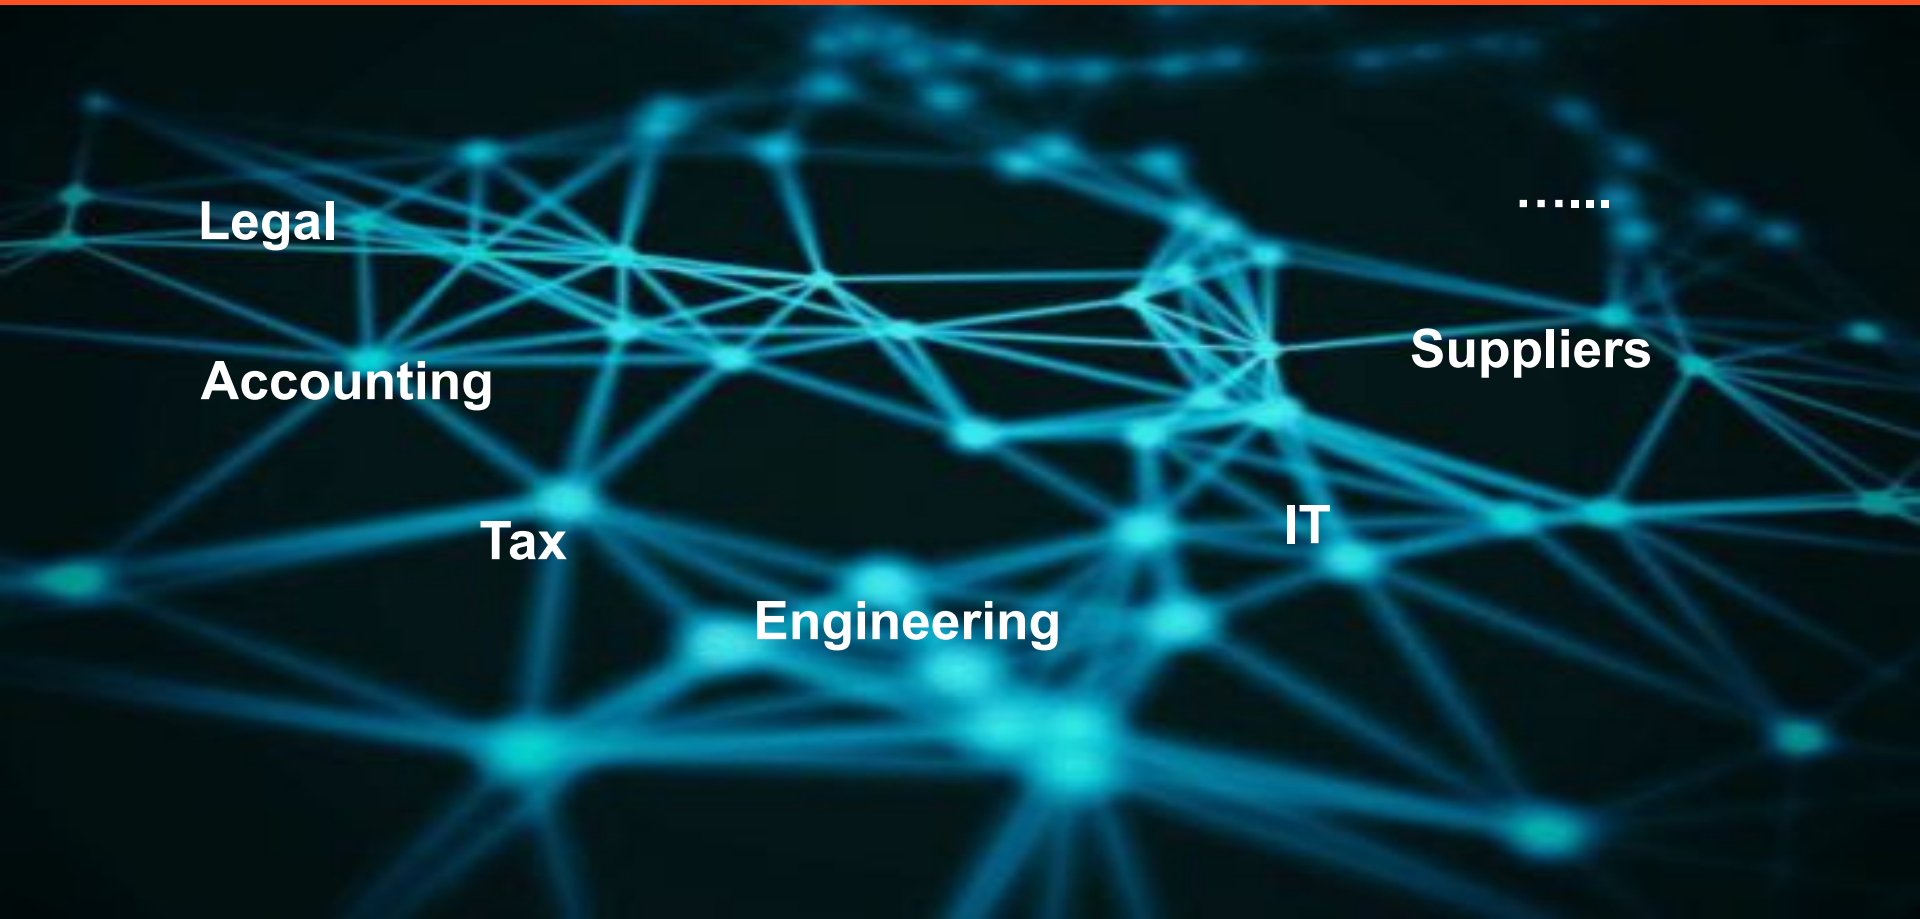 Legal
Accounting
Tax
Engineering
IT
Suppliers
…...